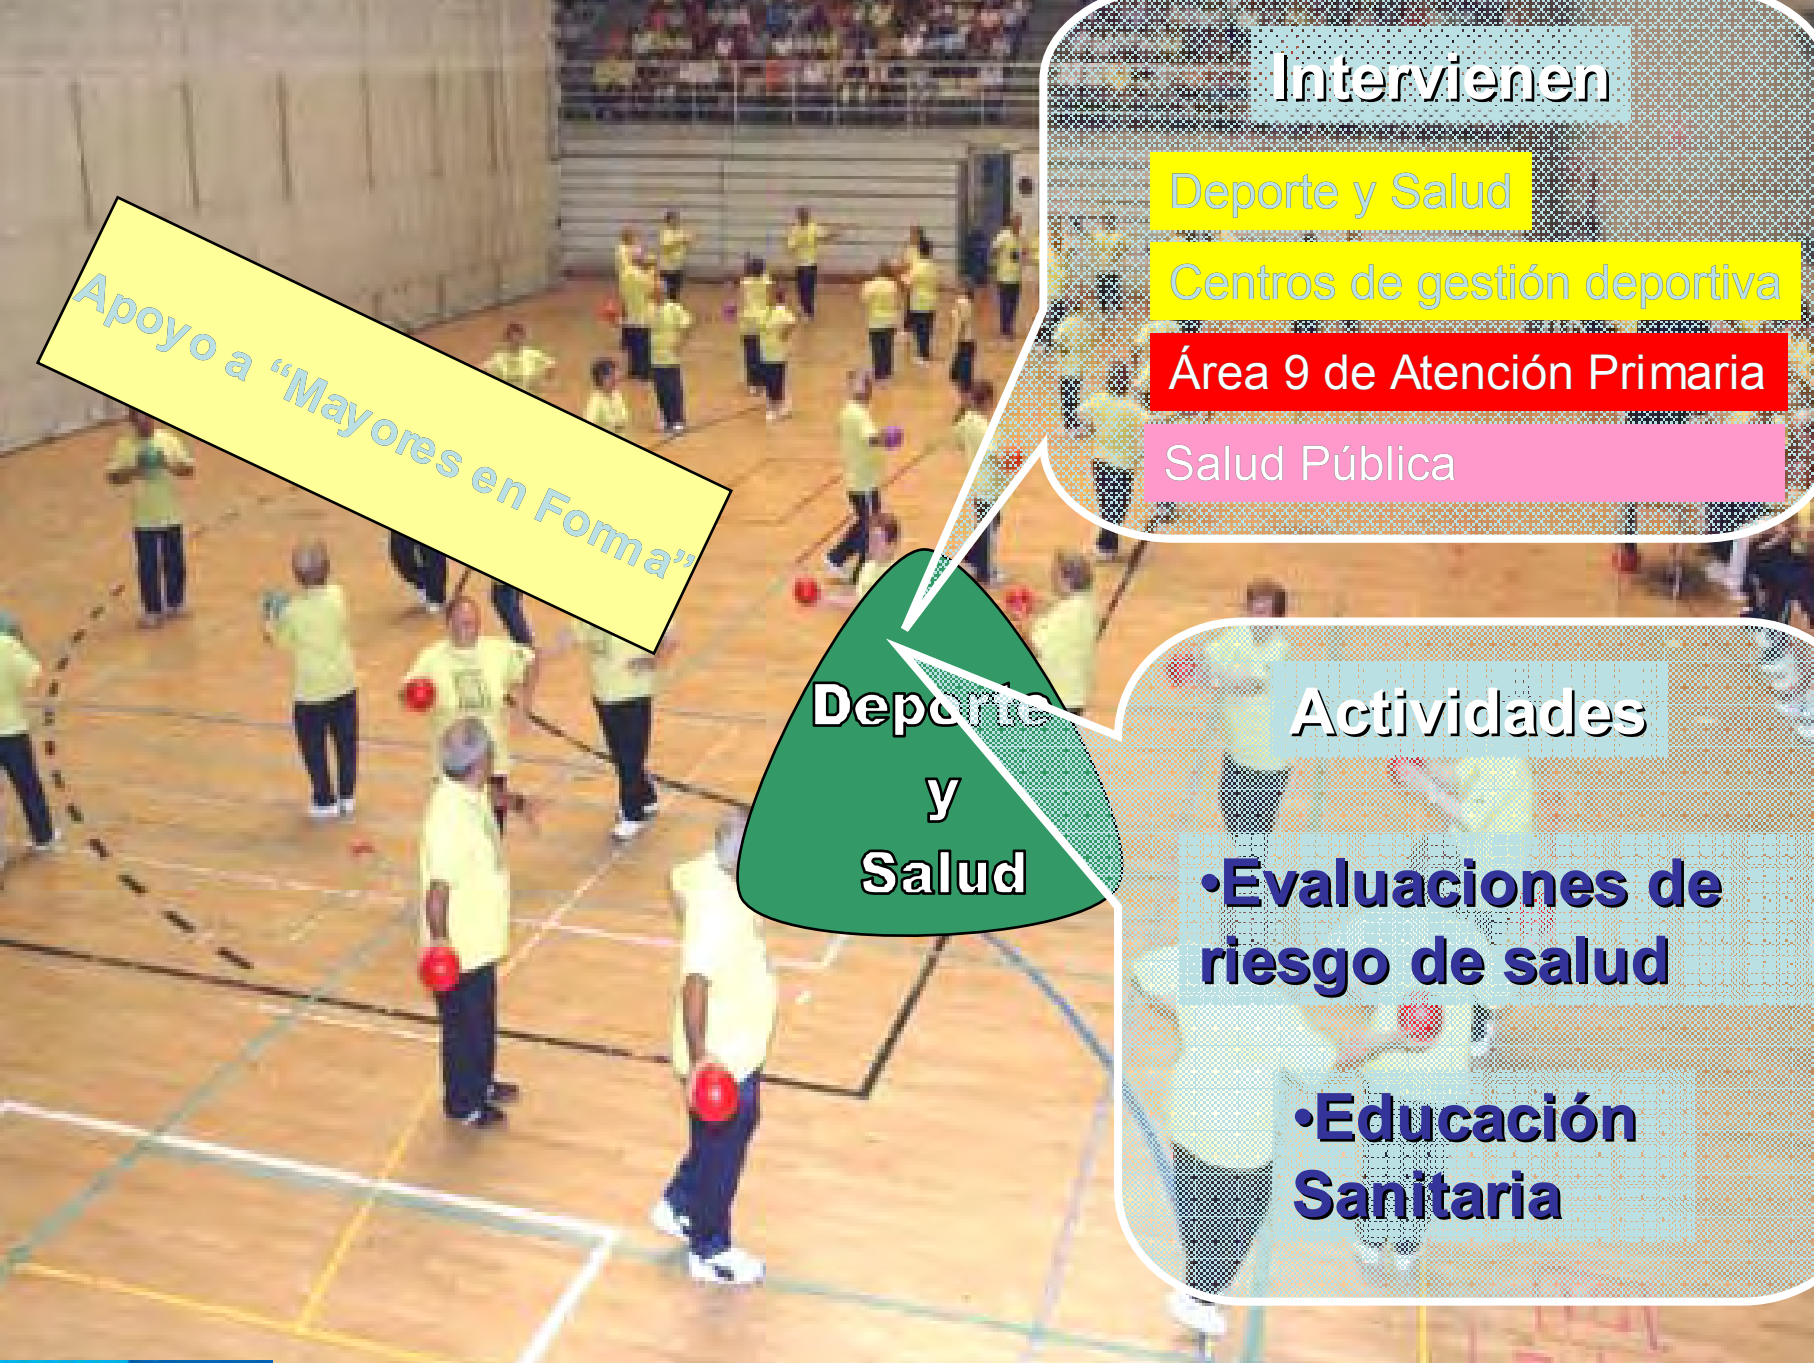 Intervienen
Deporte y Salud
Centros de gestión deportiva
Área 9 de Atención Primaria
Salud Pública
Apoyo a “Mayores en Forma”
Deporte
y
Salud
Actividades
•Evaluaciones de
riesgo de salud
•Educación
Sanitaria